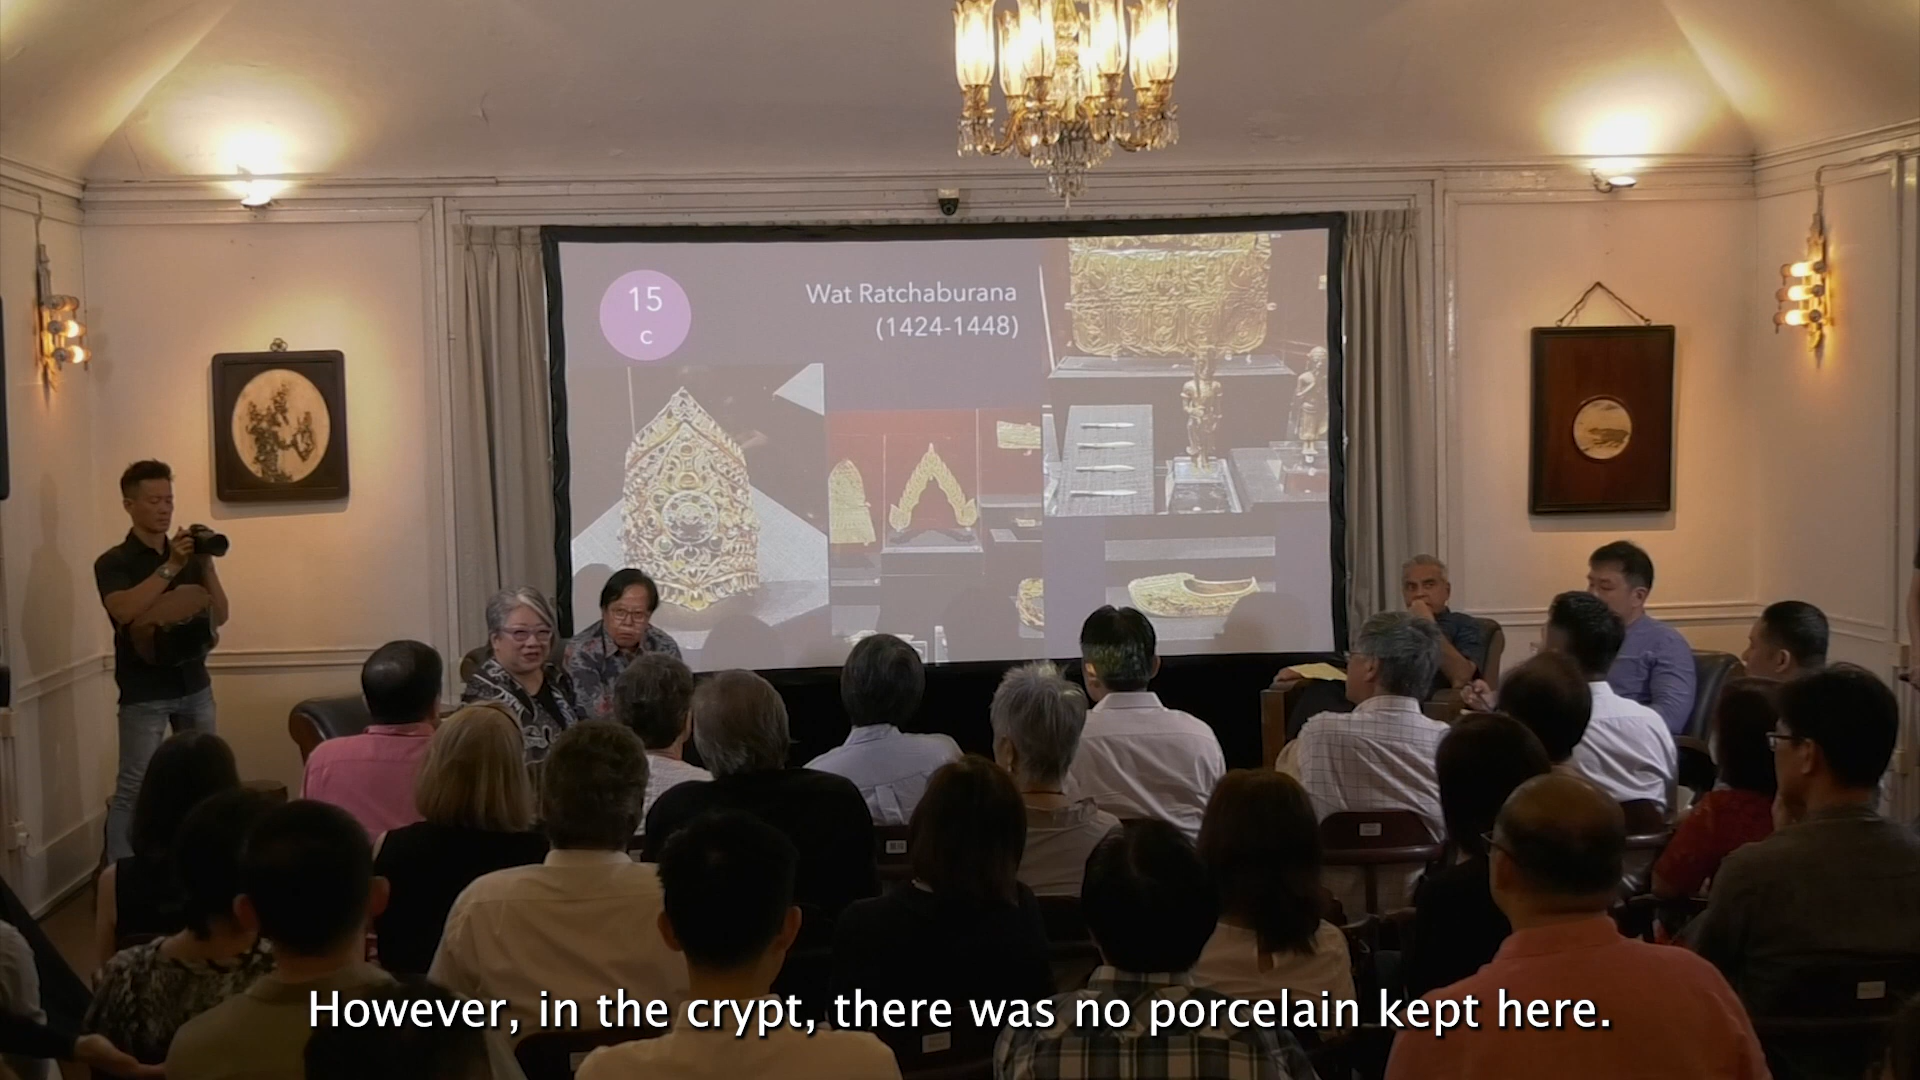 15
c
Wat Ratchaburana
(1424-1448)
However, in the crypt, there was no porcelain kept here.